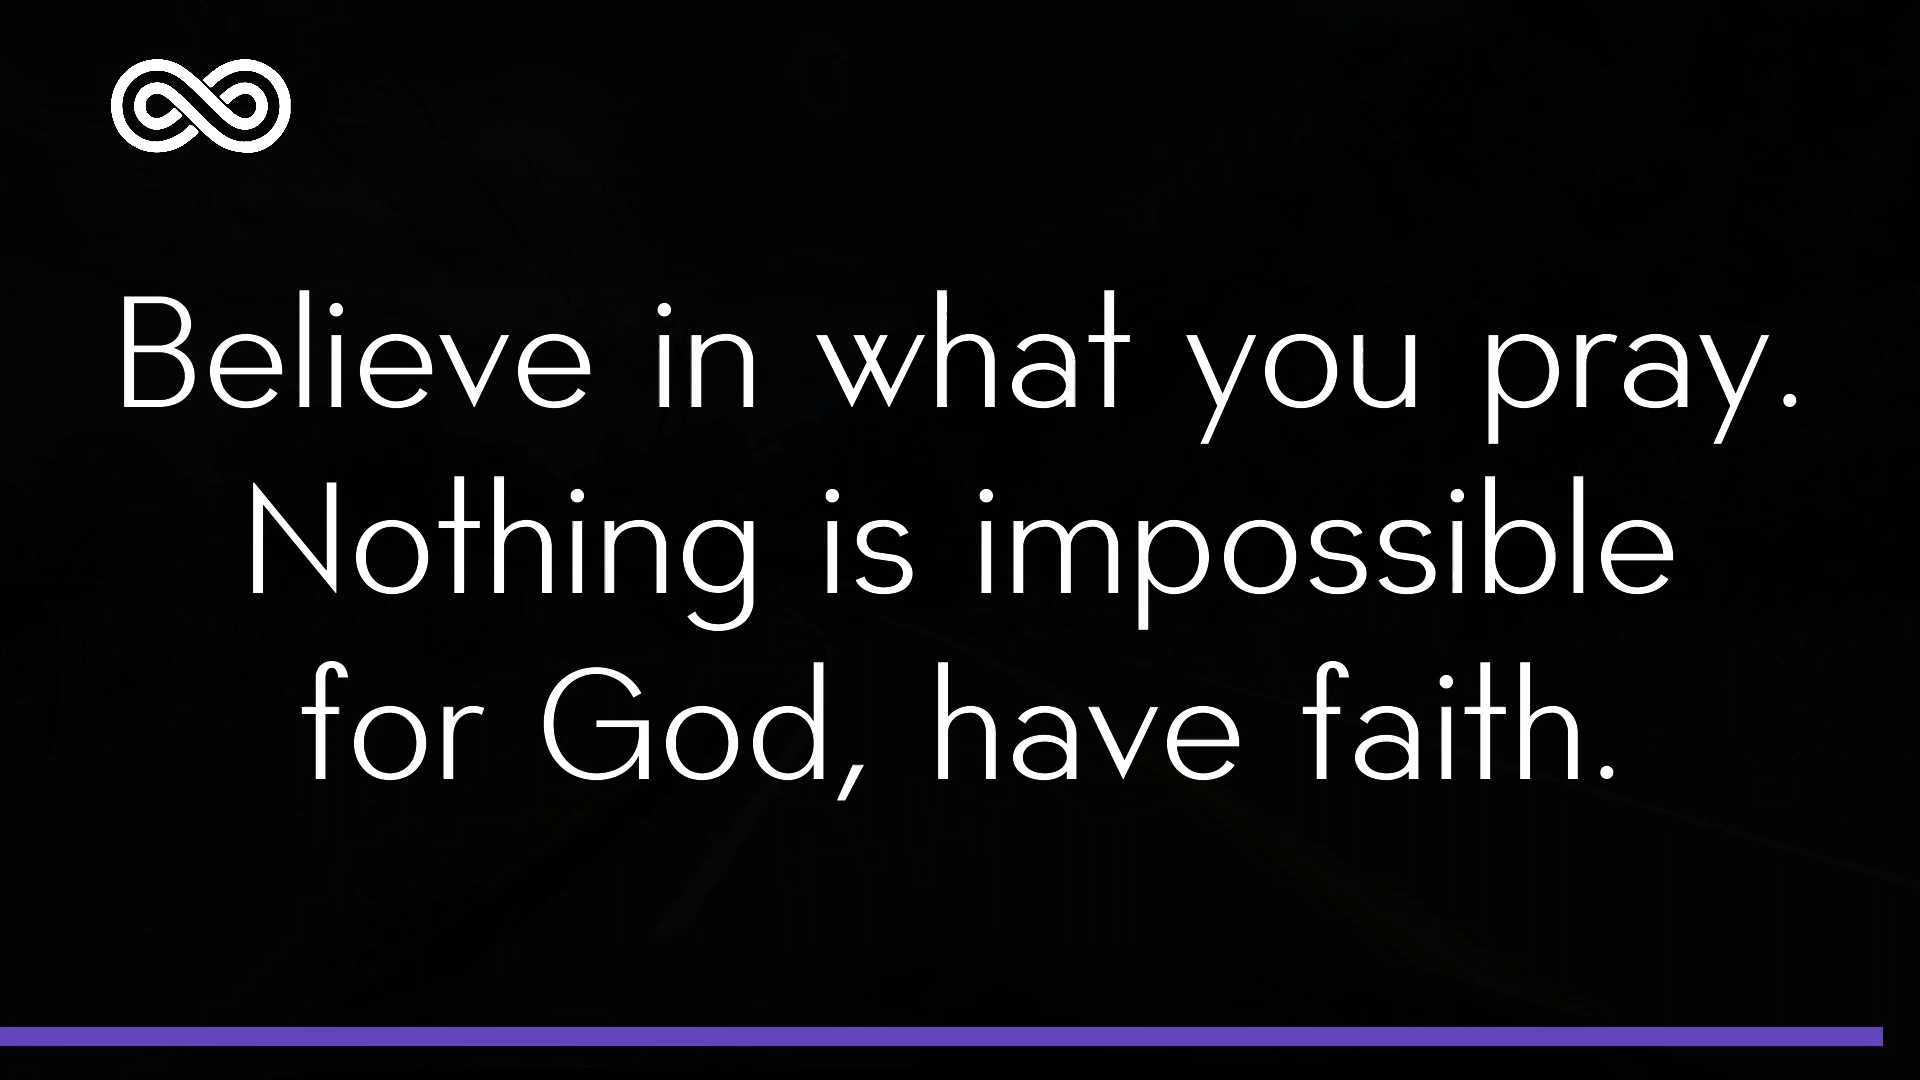 Believe in what you pray.
Nothing is impossible
for God, have faith.